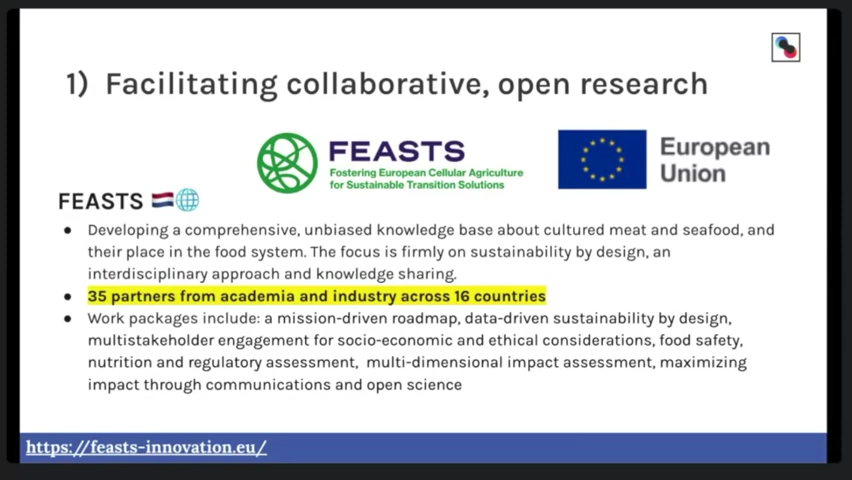 1) Facilitating collaborative, open research
FEASTS
Fostering European Cellular Agriculture
for Sustainable Transition Solutions
European
Union
FEASTS
● Developing a comprehensive, unbiased knowledge base about cultured meat and seafood, and
their place in the food system. The focus is firmly on sustainability by design, an
interdisciplinary approach and knowledge sharing.
● 35 partners from academia and industry across 16 countries
● Work packages include: a mission-driven roadmap, data-driven sustainability by design,
multistakeholder engagement for socio-economic and ethical considerations, food safety,
nutrition and regulatory assessment, multi-dimensional impact assessment, maximizing
impact through communications and open science
https://feasts-innovation.eu/